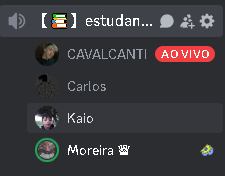 【📚】estudan...
CAVALCANTI AO VIVO
Carlos
Kaio
Moreira ♛